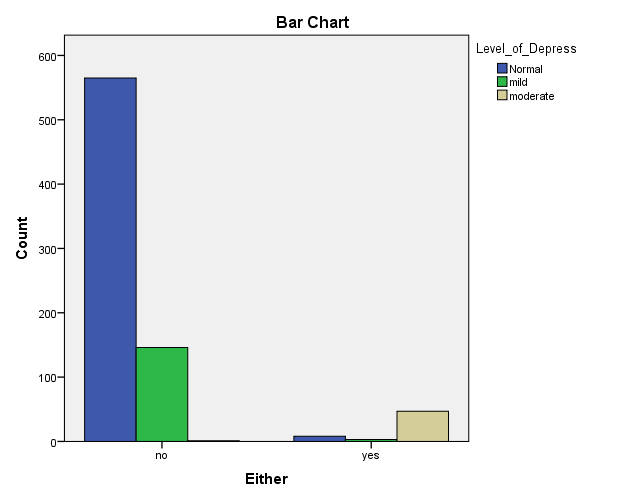 Bar Chart
Level_of_Depress
Normal
mild
moderate
600
500
400
300
200
100
0
Count
no
yes
Either